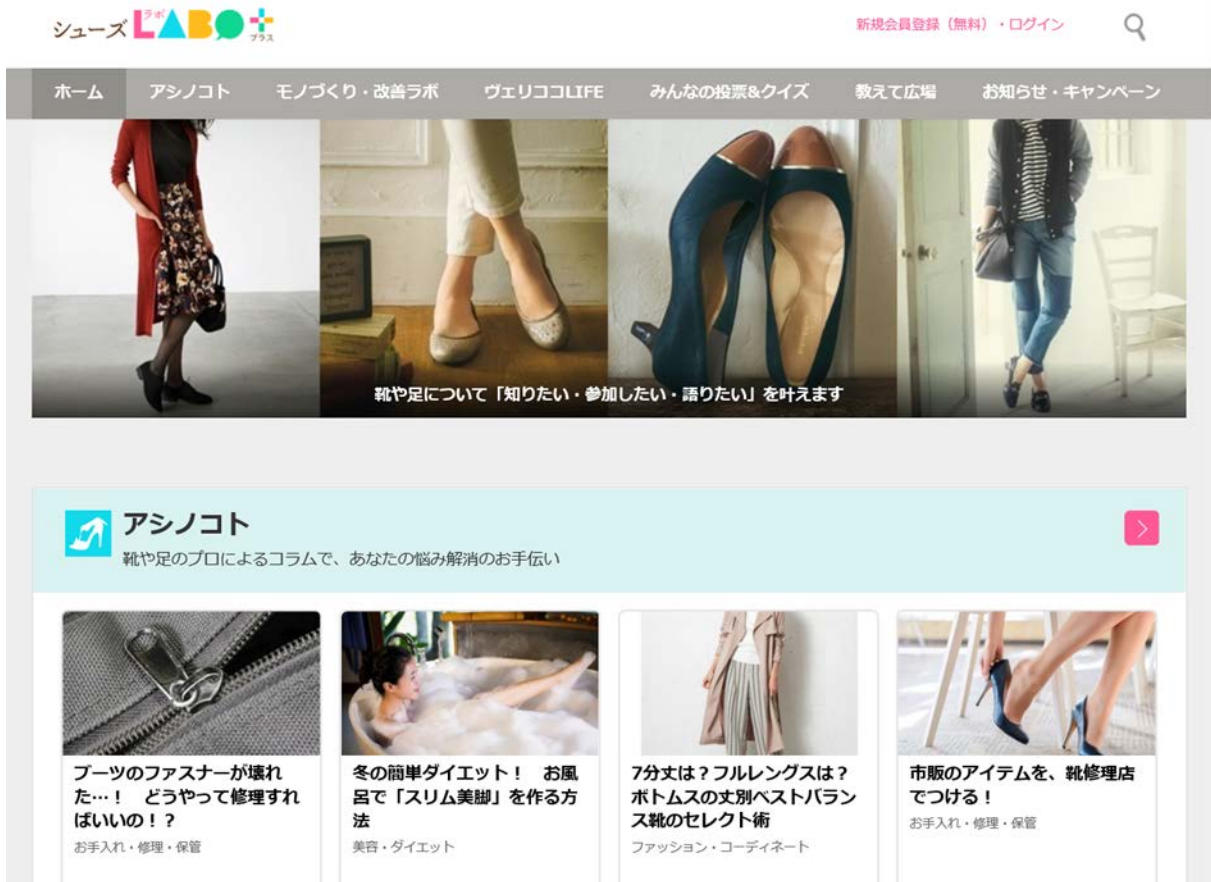 シューズ ラボ LABO プラス
新規会員登録（無料）・ログイン
ホーム アシノコト モノづくり・改善ラボ ヴェリココLIFE みんなの投票&クイズ 教えて広場 お知らせ・キャンペーン
靴や足について「知りたい・参加したい・語りたい」を叶えます
アシノコト
靴や足のプロによるコラムで、あなたの悩み解消のお手伝い
ブーツのファスナーが壊れ
た…！　どうやって修理すれ
ばいいの！？
お手入れ・修理・保管
冬の簡単ダイエット！　お風
呂で「スリム美脚」を作る方
法
美容・ダイエット
7分丈は？フルレングスは？
ボトムスの丈別ベストバラン
ス靴のセレクト術
ファッション・コーディネート
市販のアイテムを、靴修理店
でつける！
お手入れ・修理・保管